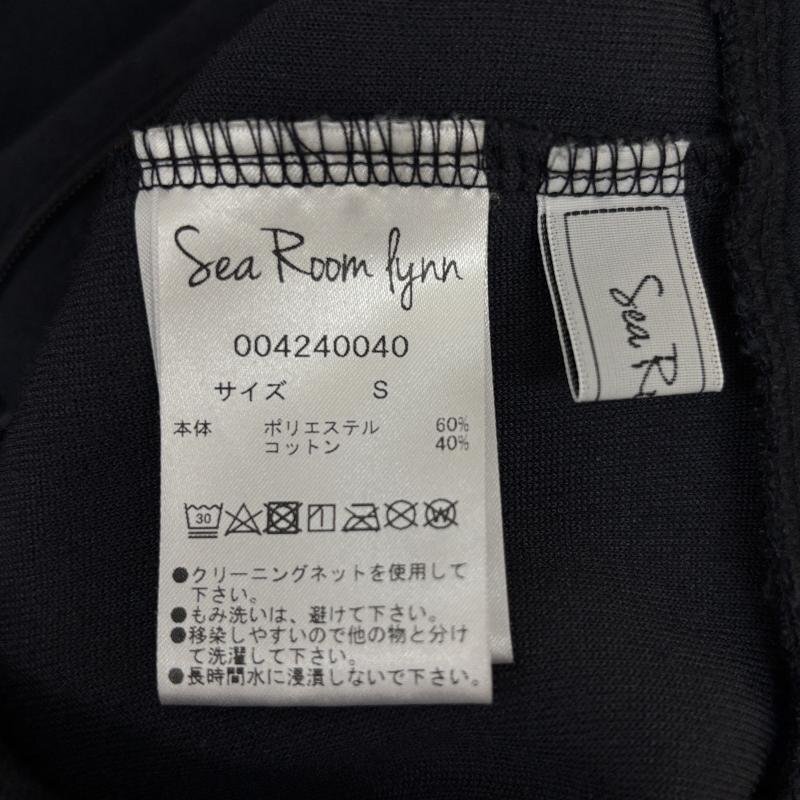 Sea Room lynn
004240040
サイズ S
本体 ポリエステル 60%
コットン 40%
30
W
●クリーニングネットを使用して
下さい。
●もみ洗いは、避けて下さい。
●移染しやすいので他の物と分け
て洗濯して下さい。
●長時間水に浸漬しないで下さい。
Sea